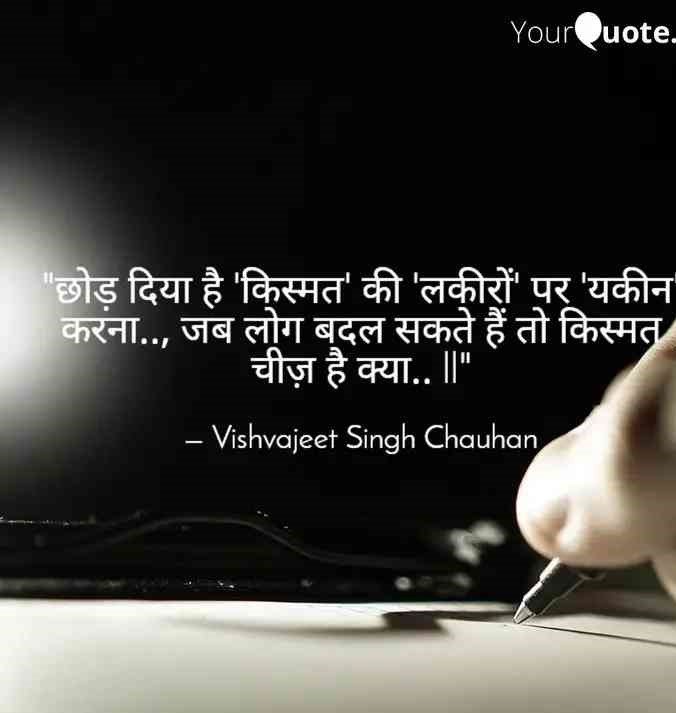 YourQuote.
"छोड़ दिया है 'किस्मत' की 'लकीरों' पर 'यकीन'
करना.., जब लोग बदल सकते हैं तो किस्मत
चीज़ है क्या.. ||"
— Vishvajeet Singh Chauhan